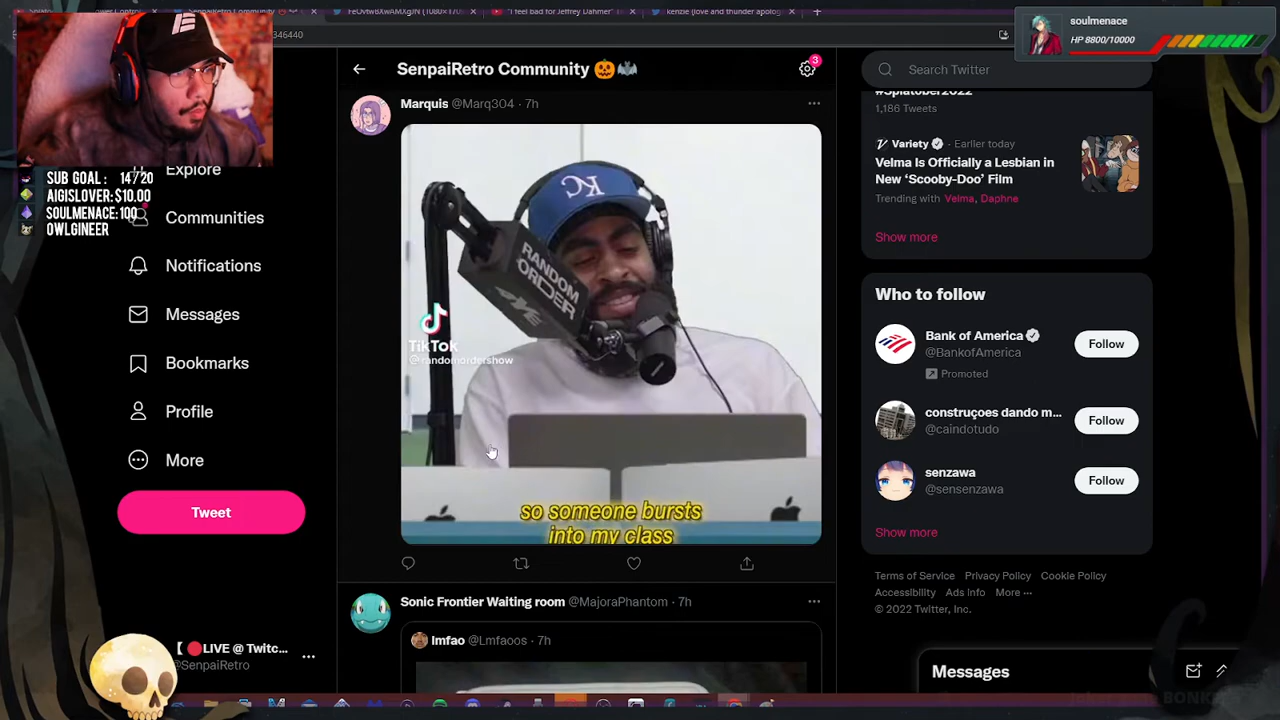 346440
soulmenace
HP 8800/10000
SenpaiRetro Community
3
Search Twitter
Marquis @Marq304 · 7h
1,186 Tweets
Variety · Earlier today
Velma Is Officially a Lesbian in
New ‘Scooby-Doo’ Film
Trending with Velma, Daphne
Show more
Explore
SUB GOAL : 14/20
AIGISLOVER: $10.00
SOULMENACE: 100
OWLGINEER
Communities
Notifications
Messages
Bookmarks
Profile
More
Tweet
KC
RANDOM
ORDER
TikTok
@randomordershow
so someone bursts
into my class
Who to follow
Bank of America
@BankofAmerica
Promoted
Follow
construçoes dando m...
@caindotudo
Follow
senzawa
@sensenzawa
Follow
Show more
Terms of Service Privacy Policy Cookie Policy
Accessibility Ads info More ···
© 2022 Twitter, Inc.
Sonic Frontier Waiting room @MajoraPhantom · 7h
lmfao @Lmfaoos · 7h
【 🔴LIVE @ Twitc...
@SenpaiRetro
Messages